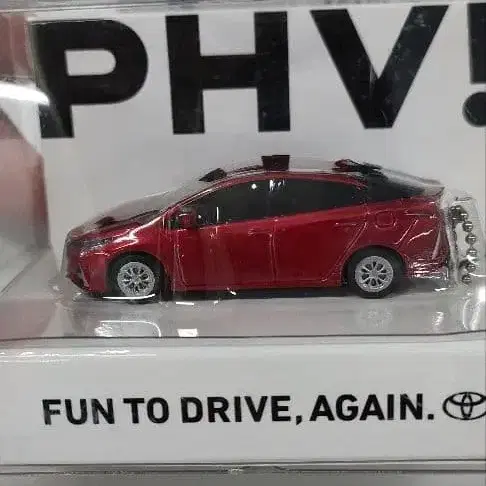 PHV!
FUN TO DRIVE, AGAIN.